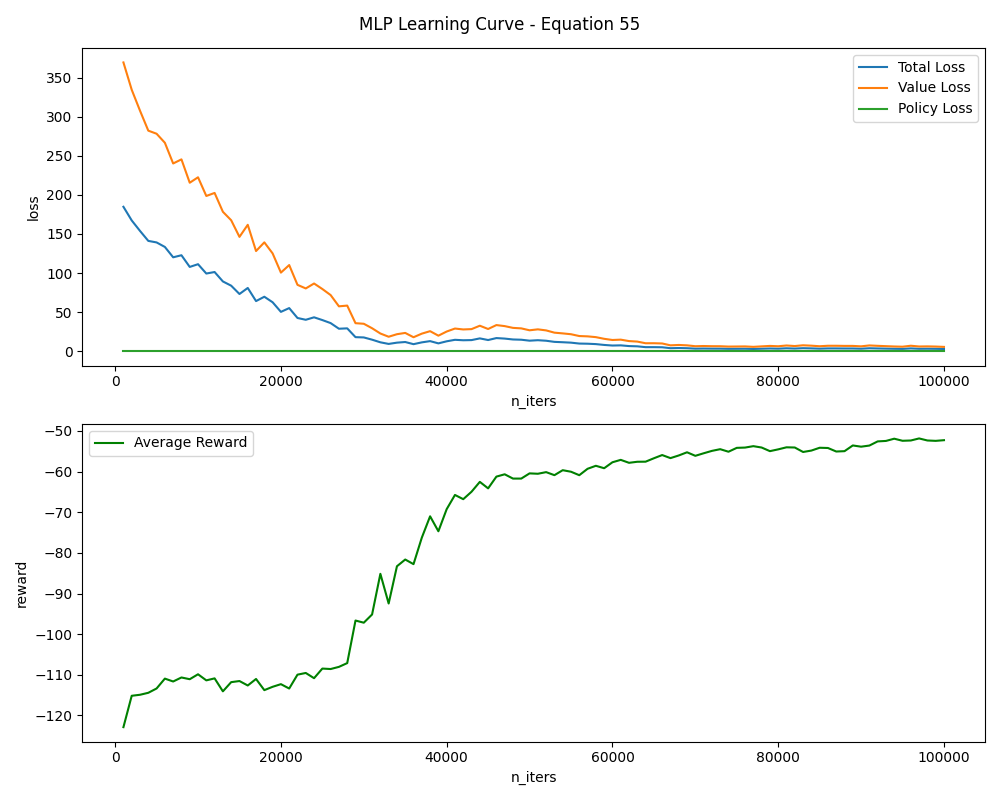 MLP Learning Curve - Equation 55
Total Loss
Value Loss
Policy Loss
350
300
250
200
150
100
50
0
loss
0 20000 40000 60000 80000 100000
n_iters
Average Reward
−50
−60
−70
−80
−90
−100
−110
−120
reward
0 20000 40000 60000 80000 100000
n_iters